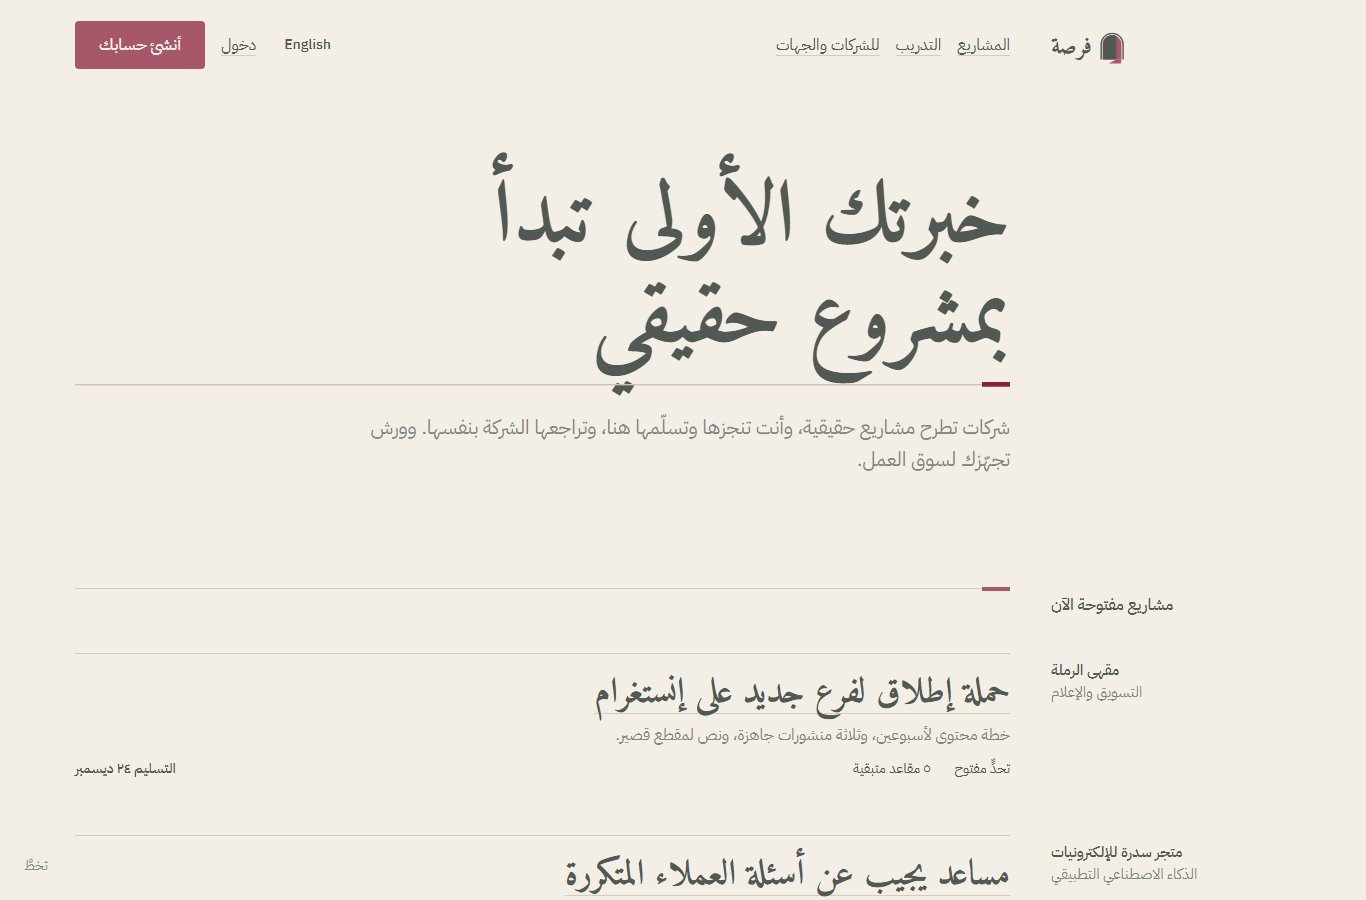 فرصة
المشاريع
التدريب
للشركات والجهات
English
دخول
أنشئ حسابك
خبرتك الأولى تبدأ
بمشروع حقيقي
شركات تطرح مشاريع حقيقية، وأنت تنجزها وتسلّمها هنا، وتراجعها الشركة بنفسها. وورش
تجهّزك لسوق العمل.
مشاريع مفتوحة الآن
مقهى الرملة
التسويق والإعلام
حملة إطلاق لفرع جديد على إنستغرام
خطة محتوى لأسبوعين، وثلاثة منشورات جاهزة، ونص لمقطع قصير.
تحدٍّ مفتوح
٥ مقاعد متبقية
التسليم ٢٤ ديسمبر
متجر سدرة للإلكترونيات
الذكاء الاصطناعي التطبيقي
مساعد يجيب عن أسئلة العملاء المتكررة
تخطَّ